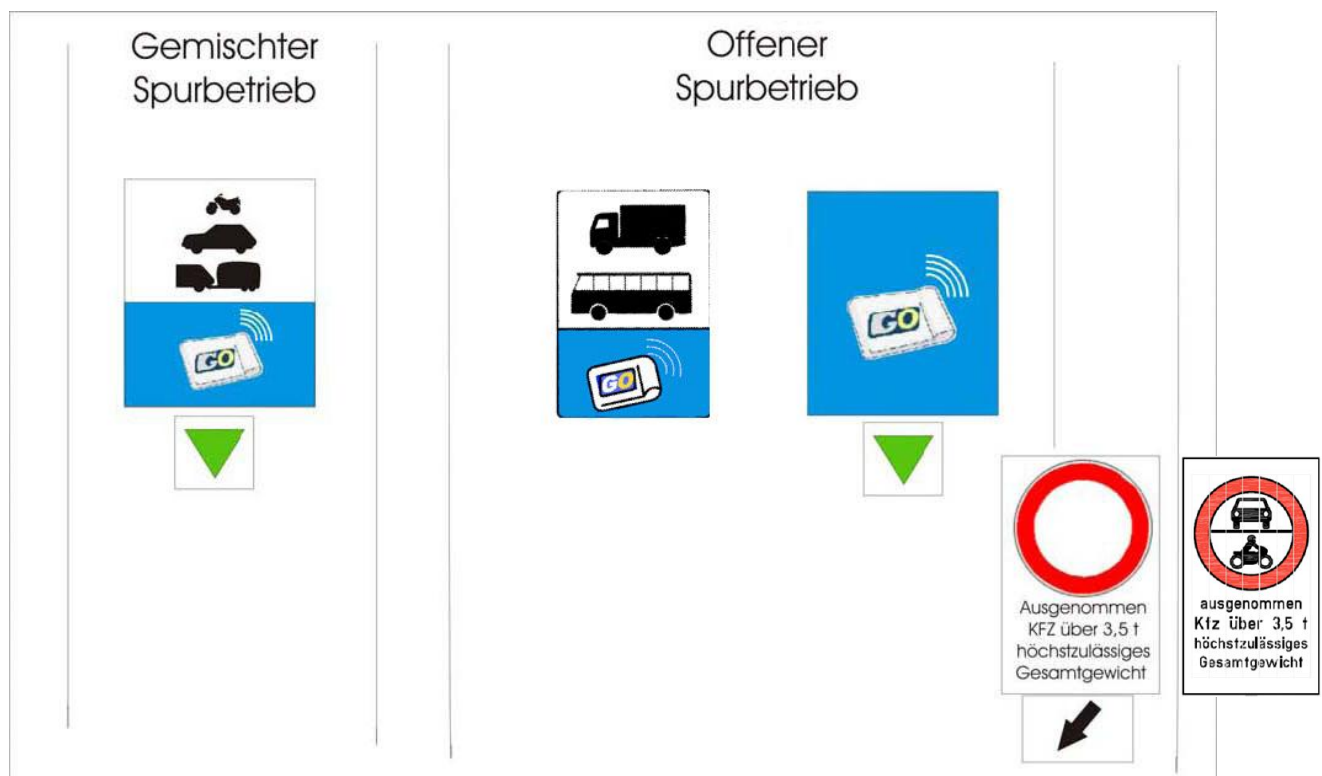 Gemischter
Spurbetrieb
Offener
Spurbetrieb
GO
GO
GO
Ausgenommen
KFZ über 3,5 t
höchstzulässiges
Gesamtgewicht
ausgenommen
Kfz über 3,5 t
höchstzulässiges
Gesamtgewicht